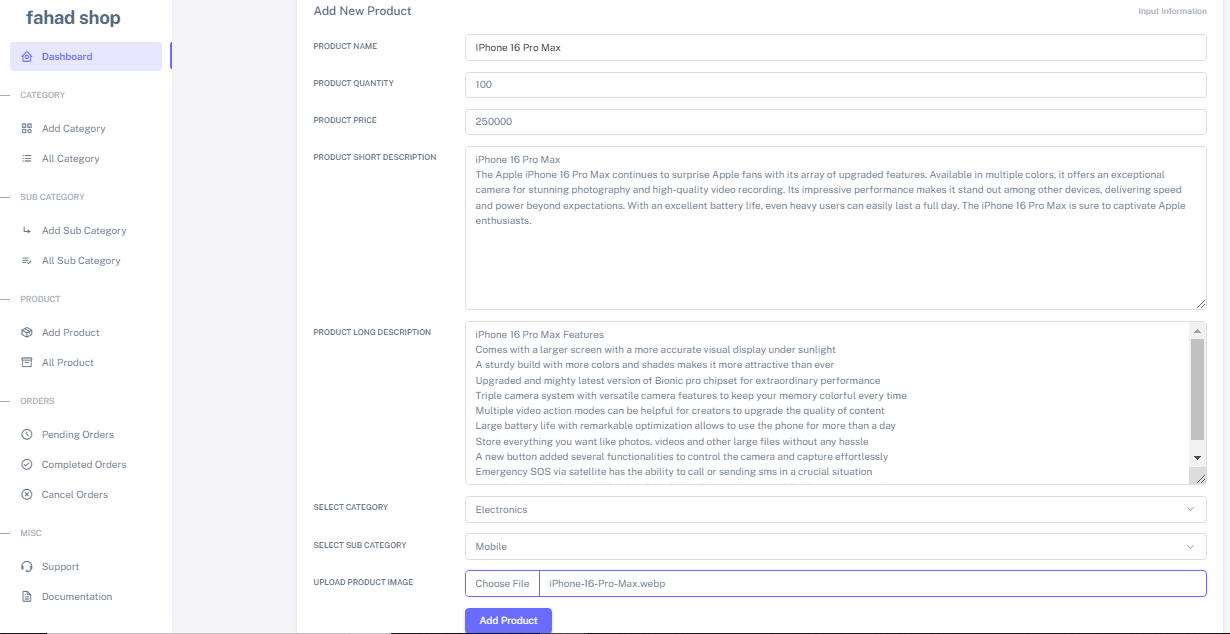 fahad shop
Dashboard
CATEGORY
Add Category
All Category
SUB CATEGORY
Add Sub Category
All Sub Category
PRODUCT
Add Product
All Product
ORDERS
Pending Orders
Completed Orders
Cancel Orders
MISC
Support
Documentation
Add New Product
Input Information
PRODUCT NAME
IPhone 16 Pro Max
PRODUCT QUANTITY
100
PRODUCT PRICE
250000
PRODUCT SHORT DESCRIPTION
iPhone 16 Pro Max
The Apple iPhone 16 Pro Max continues to surprise Apple fans with its array of upgraded features. Available in multiple colors, it offers an exceptional
camera for stunning photography and high-quality video recording. Its impressive performance makes it stand out among other devices, delivering speed
and power beyond expectations. With an excellent battery life, even heavy users can easily last a full day. The iPhone 16 Pro Max is sure to captivate Apple
enthusiasts.
PRODUCT LONG DESCRIPTION
iPhone 16 Pro Max Features
Comes with a larger screen with a more accurate visual display under sunlight
A sturdy build with more colors and shades makes it more attractive than ever
Upgraded and mighty latest version of Bionic pro chipset for extraordinary performance
Triple camera system with versatile camera features to keep your memory colorful every time
Multiple video action modes can be helpful for creators to upgrade the quality of content
Large battery life with remarkable optimization allows to use the phone for more than a day
Store everything you want like photos, videos and other large files without any hassle
A new button added several functionalities to control the camera and capture effortlessly
Emergency SOS via satellite has the ability to call or sending sms in a crucial situation
SELECT CATEGORY
Electronics
SELECT SUB CATEGORY
Mobile
UPLOAD PRODUCT IMAGE
Choose File
iPhone-16-Pro-Max.webp
Add Product